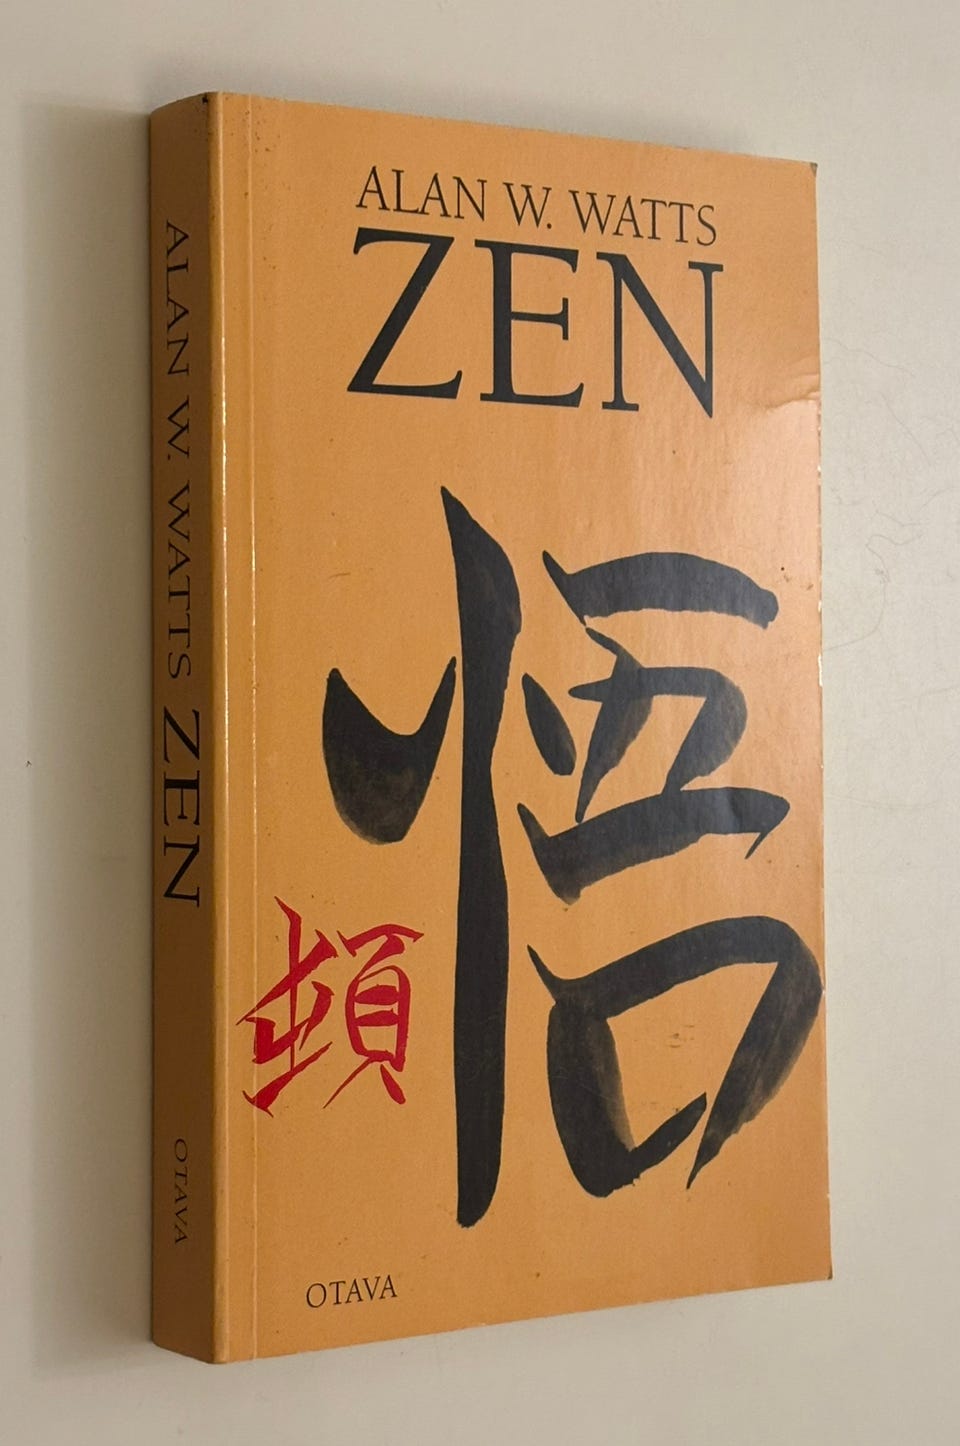 ALAN W. WATTS
ZEN
悟
頓
OTAVA
ALAN W. WATTS ZEN
OTAVA